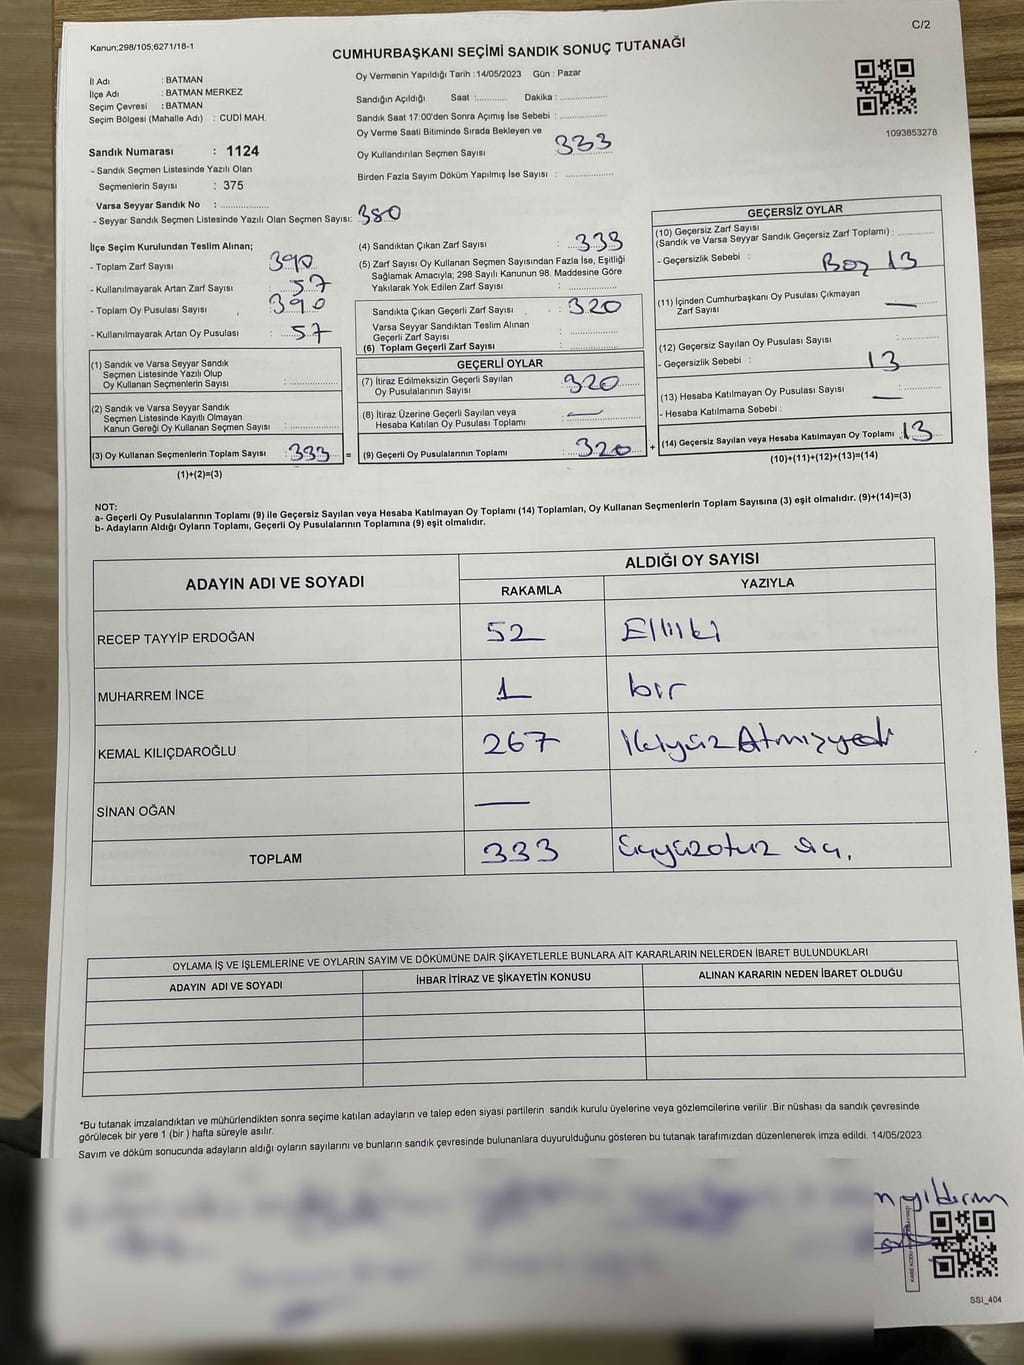 C/2
Kanun;298/105;6271/18-1
CUMHURBAŞKANI SEÇİMİ SANDIK SONUÇ TUTANAĞI
İl Adı : BATMAN
İlçe Adı : BATMAN MERKEZ
Seçim Çevresi : BATMAN
Seçim Bölgesi (Mahalle Adı) : CUDİ MAH.
Oy Vermenin Yapıldığı Tarih : 14/05/2023 Gün : Pazar
Sandığın Açıldığı Saat :........... Dakika : ................
Sandık Saat 17:00'den Sonra Açımış İse Sebebi : ................
Oy Verme Saati Bitiminde Sırada Bekleyen ve
Oy Kullandırılan Seçmen Sayısı 333
Birden Fazla Sayım Döküm Yapılmış İse Sayısı : ................
1093853278
Sandık Numarası : 1124
- Sandık Seçmen Listesinde Yazılı Olan
Seçmenlerin Sayısı : 375
Varsa Seyyar Sandık No : ................
- Seyyar Sandık Seçmen Listesinde Yazılı Olan Seçmen Sayısı: 380
İlçe Seçim Kurulundan Teslim Alınan;
- Toplam Zarf Sayısı 390
- Kullanılmayarak Artan Zarf Sayısı : 57
- Toplam Oy Pusulası Sayısı : 390
- Kullanılmayarak Artan Oy Pusulası : 57
(1) Sandık ve Varsa Seyyar Sandık
Seçmen Listesinde Yazılı Olup
Oy Kullanan Seçmenlerin Sayısı : ................
(2) Sandık ve Varsa Seyyar Sandık
Seçmen Listesinde Kayıtlı Olmayan
Kanun Gereği Oy Kullanan Seçmen Sayısı : ................
(3) Oy Kullanan Seçmenlerin Toplam Sayısı : 333 =
(1)+(2)=(3)
(4) Sandıktan Çıkan Zarf Sayısı : 333
(5) Zarf Sayısı Oy Kullanan Seçmen Sayısından Fazla İse, Eşitliği
Sağlamak Amacıyla; 298 Sayılı Kanunun 98. Maddesine Göre
Yakılarak Yok Edilen Zarf Sayısı : ................
Sandıkta Çıkan Geçerli Zarf Sayısı : 320
Varsa Seyyar Sandıktan Teslim Alınan
Geçerli Zarf Sayısı : ................
(6) Toplam Geçerli Zarf Sayısı : ................
GEÇERLİ OYLAR
(7) İtiraz Edilmeksizin Geçerli Sayılan
Oy Pusulalarının Sayısı : 320
(8) İtiraz Üzerine Geçerli Sayılan veya
Hesaba Katılan Oy Pusulası Toplamı : —
(9) Geçerli Oy Pusulalarının Toplamı : 320 +
GEÇERSİZ OYLAR
(10) Geçersiz Zarf Sayısı
(Sandık ve Varsa Seyyar Sandık Geçersiz Zarf Toplamı) : ................
- Geçersizlik Sebebi : Boş 13
(11) İçinden Cumhurbaşkanı Oy Pusulası Çıkmayan
Zarf Sayısı —
(12) Geçersiz Sayılan Oy Pusulası Sayısı : ................
- Geçersizlik Sebebi : 13
(13) Hesaba Katılmayan Oy Pusulası Sayısı : ................
- Hesaba Katılmama Sebebi : —
(14) Geçersiz Sayılan veya Hesaba Katılmayan Oy Toplamı 13
(10)+(11)+(12)+(13)=(14)
NOT:
a- Geçerli Oy Pusulalarının Toplamı (9) ile Geçersiz Sayılan veya Hesaba Katılmayan Oy Toplamı (14) Toplamları, Oy Kullanan Seçmenlerin Toplam Sayısına (3) eşit olmalıdır. (9)+(14)=(3)
b- Adayların Aldığı Oyların Toplamı, Geçerli Oy Pusulalarının Toplamına (9) eşit olmalıdır.
ADAYIN ADI VE SOYADI ALDIĞI OY SAYISI
RAKAMLA YAZIYLA
RECEP TAYYİP ERDOĞAN 52 Elliiki
MUHARREM İNCE 1 bir
KEMAL KILIÇDAROĞLU 267 ikiyüz Atmışyedi
SİNAN OĞAN —
TOPLAM 333 üçyüzotuz üç.
OYLAMA İŞ VE İŞLEMLERİNE VE OYLARIN SAYIM VE DÖKÜMÜNE DAİR ŞİKAYETLERLE BUNLARA AİT KARARLARIN NELERDEN İBARET BULUNDUKLARI
ADAYIN ADI VE SOYADI İHBAR İTİRAZ VE ŞİKAYETİN KONUSU ALINAN KARARIN NEDEN İBARET OLDUĞU
*Bu tutanak imzalandıktan ve mühürlendikten sonra seçime katılan adayların ve talep eden siyasi partilerin sandık kurulu üyelerine veya gözlemcilerine verilir .Bir nüshası da sandık çevresinde
görülecek bir yere 1 (bir ) hafta süreyle asılır.
Sayım ve döküm sonucunda adayların aldığı oyların sayılarını ve bunların sandık çevresinde bulunanlara duyurulduğunu gösteren bu tutanak tarafımızdan düzenlenerek imza edildi. 14/05/2023
yıldırım
SSI_404